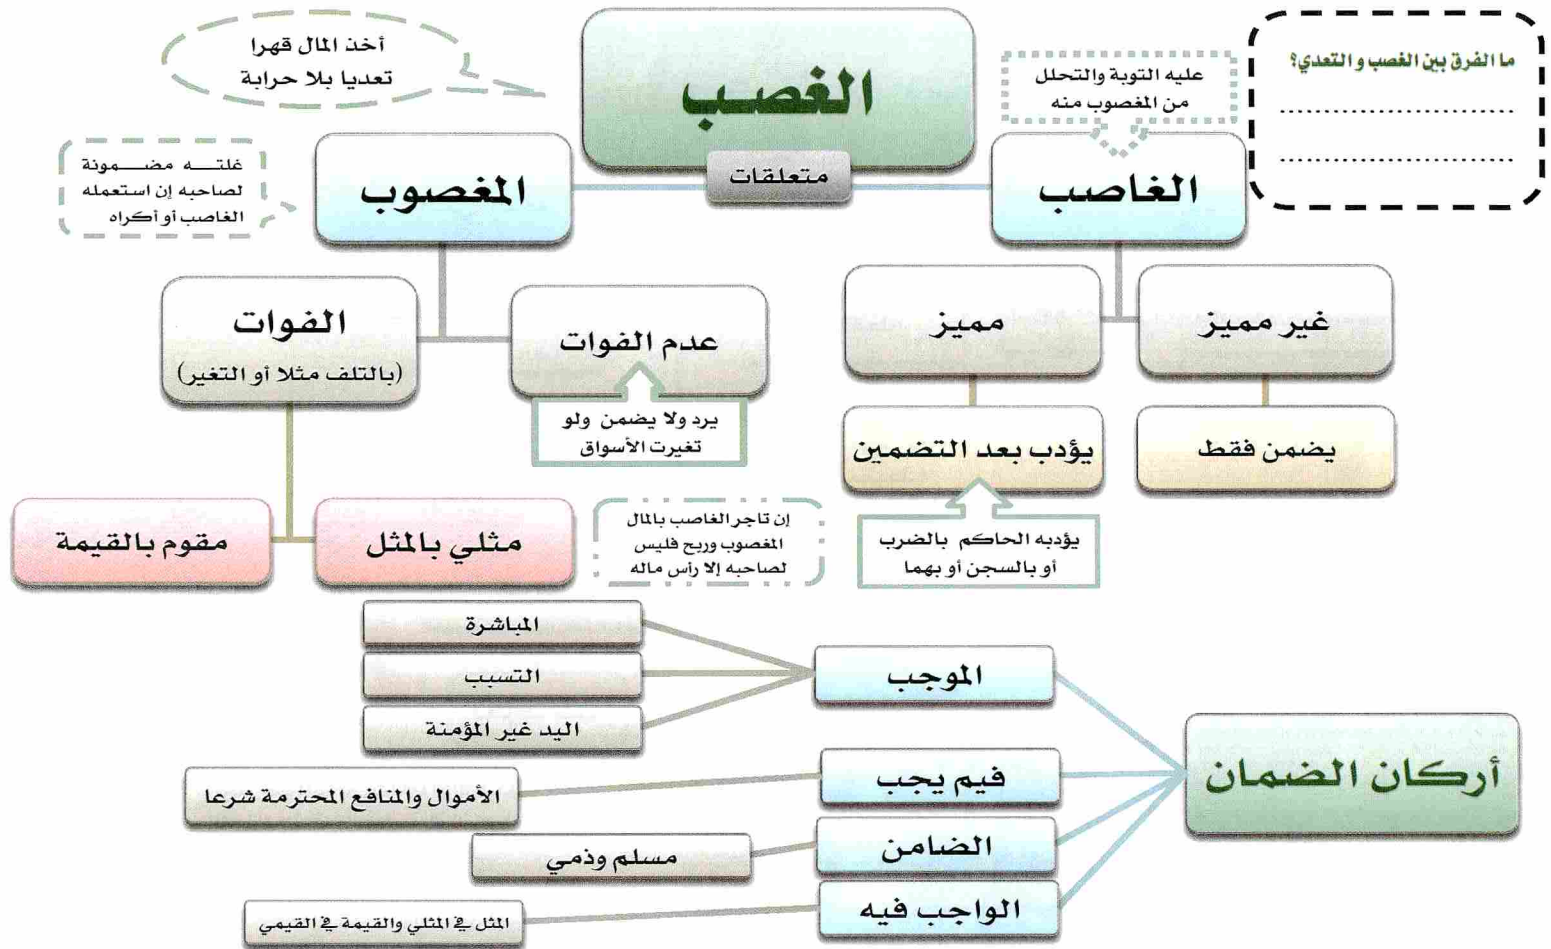 الغصب
أخذ المال قهرا
تعديا بلا حرابة
ما الفرق بين الغصب والتعدي؟
................................
................................
متعلقات
عليه التوبة والتحلل
من المغصوب منه
الغاصب
غير مميز
مميز
يضمن فقط
يؤدب بعد التضمين
يؤدبه الحاكم بالضرب
أو بالسجن أو بهما
المغصوب
غلتـــه مضـــمونة
لصاحبه إن استعمله
الغاصب أو أكراه
عدم الفوات
يرد ولا يضمن ولو
تغيرت الأسواق
الفوات
(بالتلف مثلا أو التغير)
مثلي بالمثل
مقوم بالقيمة
إن تاجر الغاصب بالمال
المغصوب وربح فليس
لصاحبه إلا رأس ماله
أركان الضمان
الموجب
المباشرة
التسبب
اليد غير المؤمنة
فيم يجب
الأموال والمنافع المحترمة شرعا
الضامن
مسلم وذمي
الواجب فيه
المثل في المثلي والقيمة في القيمي